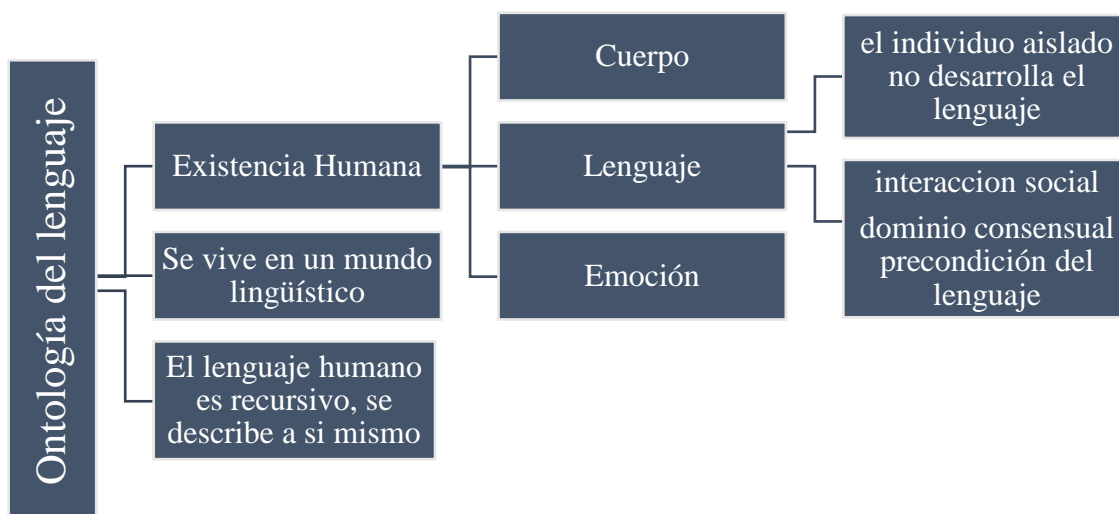 Ontología del lenguaje
Existencia Humana
Cuerpo
Lenguaje
el individuo aislado
no desarrolla el
lenguaje
interaccion social
dominio consensual
precondición del
lenguaje
Emoción
Se vive en un mundo
lingüístico
El lenguaje humano
es recursivo, se
describe a si mismo